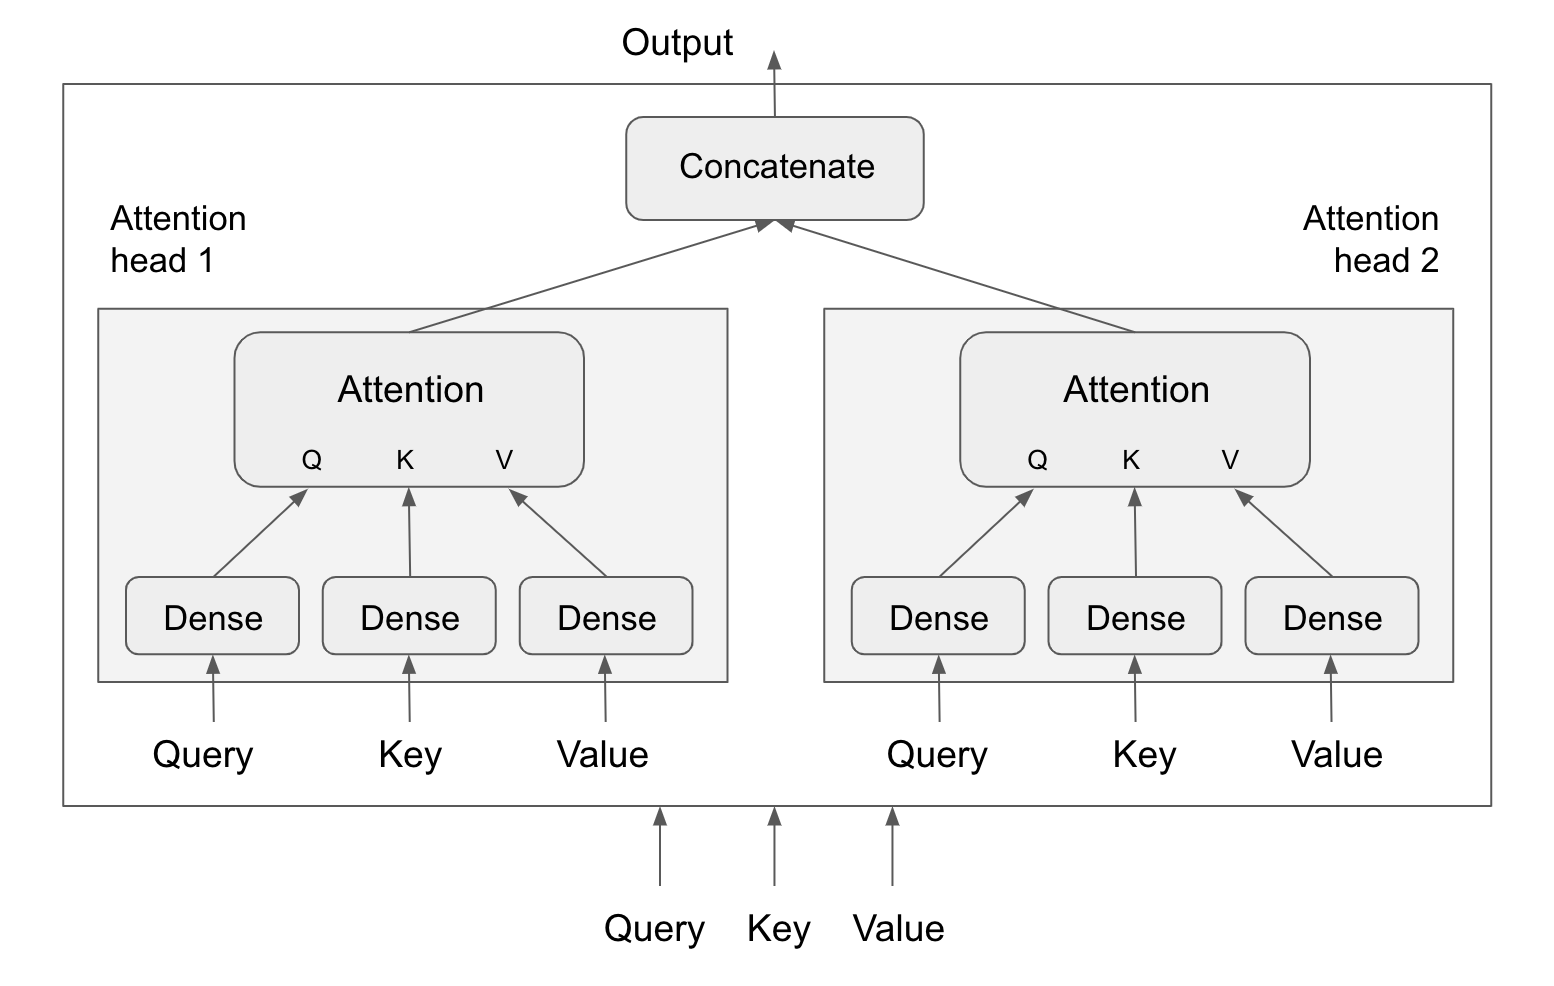 Output
Concatenate
Attention
head 1
Attention
head 2
Attention
Q K V
Attention
Q K V
Dense Dense Dense
Dense Dense Dense
Query Key Value
Query Key Value
Query Key Value